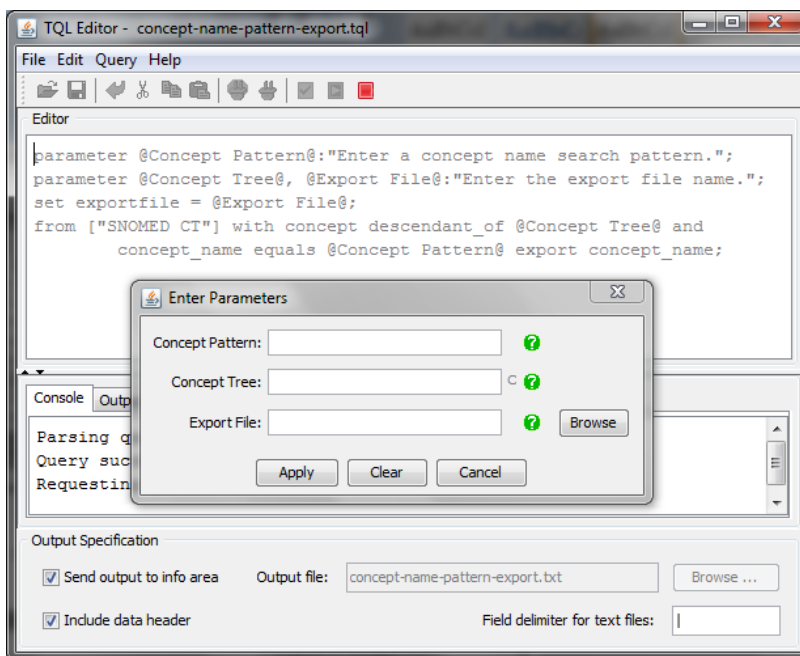 TQL Editor - concept-name-pattern-export.tql
File Edit Query Help
Editor
parameter @Concept Pattern@:"Enter a concept name search pattern.";
parameter @Concept Tree@, @Export File@:"Enter the export file name.";
set exportfile = @Export File@;
from ["SNOMED CT"] with concept descendant_of @Concept Tree@ and
concept_name equals @Concept Pattern@ export concept_name;
Enter Parameters
Concept Pattern: ?
Concept Tree: C ?
Export File: ? Browse
Apply Clear Cancel
Console Outp
Parsing q
Query suc
Requestin
Output Specification
Send output to info area Output file: concept-name-pattern-export.txt Browse ...
Include data header Field delimiter for text files: |